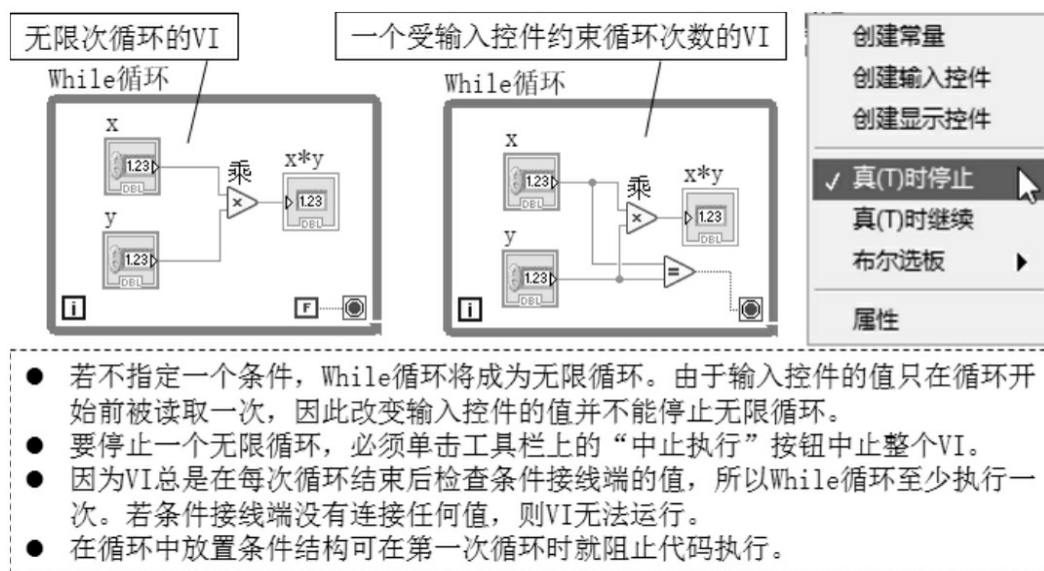 无限次循环的VI
While循环
x
1.23
DBL
乘
x*y
1.23
DBL
y
1.23
DBL
i
F
一个受输入控件约束循环次数的VI
While循环
x
1.23
DBL
乘
x*y
1.23
DBL
y
1.23
DBL
=
i
创建常量
创建输入控件
创建显示控件
✓ 真(T)时停止
真(T)时继续
布尔选板
属性
● 若不指定一个条件，While循环将成为无限循环。由于输入控件的值只在循环开
始前被读取一次，因此改变输入控件的值并不能停止无限循环。
● 要停止一个无限循环，必须单击工具栏上的“中止执行”按钮中止整个VI。
● 因为VI总是在每次循环结束后检查条件接线端的值，所以While循环至少执行一
次。若条件接线端没有连接任何值，则VI无法运行。
● 在循环中放置条件结构可在第一次循环时就阻止代码执行。